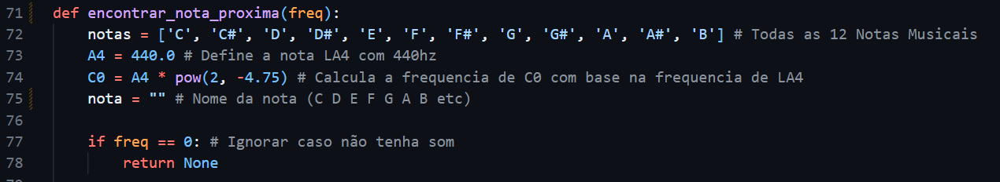 71 def encontrar_nota_proxima(freq):
72 notas = ['C', 'C#', 'D', 'D#', 'E', 'F', 'F#', 'G', 'G#', 'A', 'A#', 'B'] # Todas as 12 Notas Musicais
73 A4 = 440.0 # Define a nota LA4 com 440hz
74 C0 = A4 * pow(2, -4.75) # Calcula a frequencia de C0 com base na frequencia de LA4
75 nota = "" # Nome da nota (C D E F G A B etc)
76
77 if freq == 0: # Ignorar caso não tenha som
78 return None